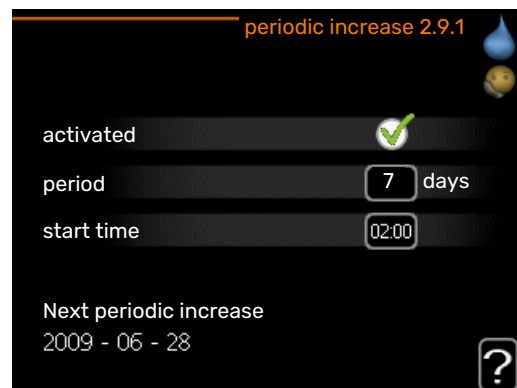 periodic increase 2.9.1
activated
period 7 days
start time 02:00
Next periodic increase
2009 - 06 - 28
?